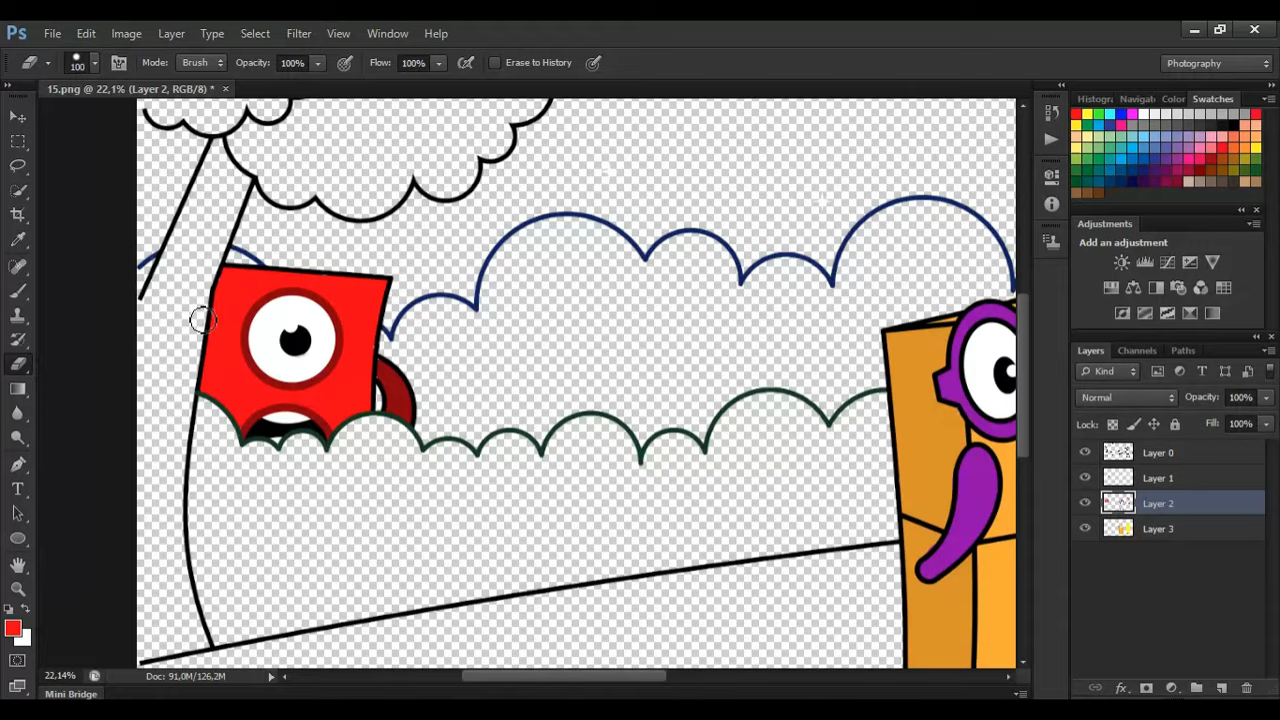 Ps File Edit Image Layer Type Select Filter View Window Help
100 Mode: Brush Opacity: 100% Flow: 100% Erase to History Photography
15.png @ 22,1% (Layer 2, RGB/8) * ×
Histogr Navigat Color Swatches
Adjustments
Add an adjustment
Layers Channels Paths
Kind
Normal Opacity: 100%
Lock: Fill: 100%
Layer 0
Layer 1
Layer 2
Layer 3
fx
T
22,14% Doc: 91,0M/126,2M
Mini Bridge